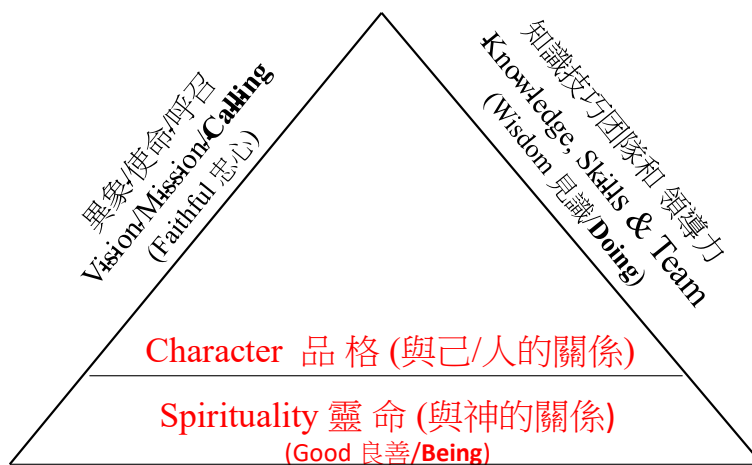 異象/使命/呼召
Vision/Mission/Calling
(Faithful 忠心)
知識技巧团隊和 領導力
Knowledge, Skills & Team
(Wisdom 見識/Doing)
Character 品 格 (與己/人的關係)
Spirituality 靈 命 (與神的關係)
(Good 良善/Being)